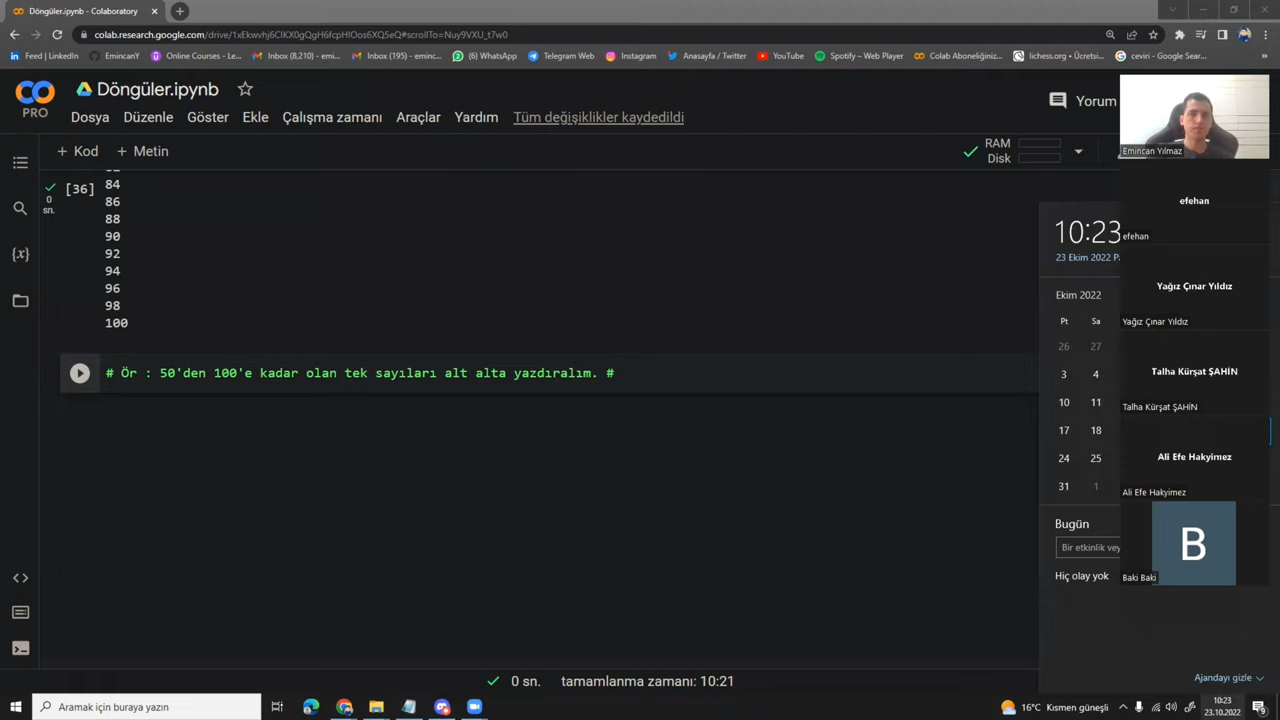 Döngüler.ipynb - Colaboratory
colab.research.google.com/drive/1xEkwvhj6ClKX0gQgH6fcpHIOos6XQ5eQ#scrollTo=Nuy9VXU_t7w0
Feed | LinkedIn EmincanY Online Courses - Le... Inbox (8,210) - eminc... Inbox (195) - eminc... (6) WhatsApp Telegram Web Instagram Anasayfa / Twitter YouTube Spotify – Web Player Colab Aboneliğiniz... lichess.org • Ücretsi... ceviri - Google Sear...
Döngüler.ipynb
PRO
Yorum
Dosya Düzenle Göster Ekle Çalışma zamanı Araçlar Yardım Tüm değişiklikler kaydedildi
+ Kod + Metin
RAM
Disk
[36]
0
sn.
84
86
88
90
92
94
96
98
100
# Ör : 50'den 100'e kadar olan tek sayıları alt alta yazdıralım. #
Emincan Yılmaz
efehan
efehan
Yağız Çınar Yıldız
Yağız Çınar Yıldız
Talha Kürşat ŞAHİN
Talha Kürşat ŞAHİN
Ali Efe Hakyimez
Ali Efe Hakyimez
B
Baki Baki
10:23
23 Ekim 2022 Pa
Ekim 2022
Pt Sa
26 27
3 4
10 11
17 18
24 25
31 1
Bugün
Bir etkinlik vey
Hiç olay yok
Ajandayı gizle
0 sn. tamamlanma zamanı: 10:21
Aramak için buraya yazın
16°C Kısmen güneşli
10:23
23.10.2022
9